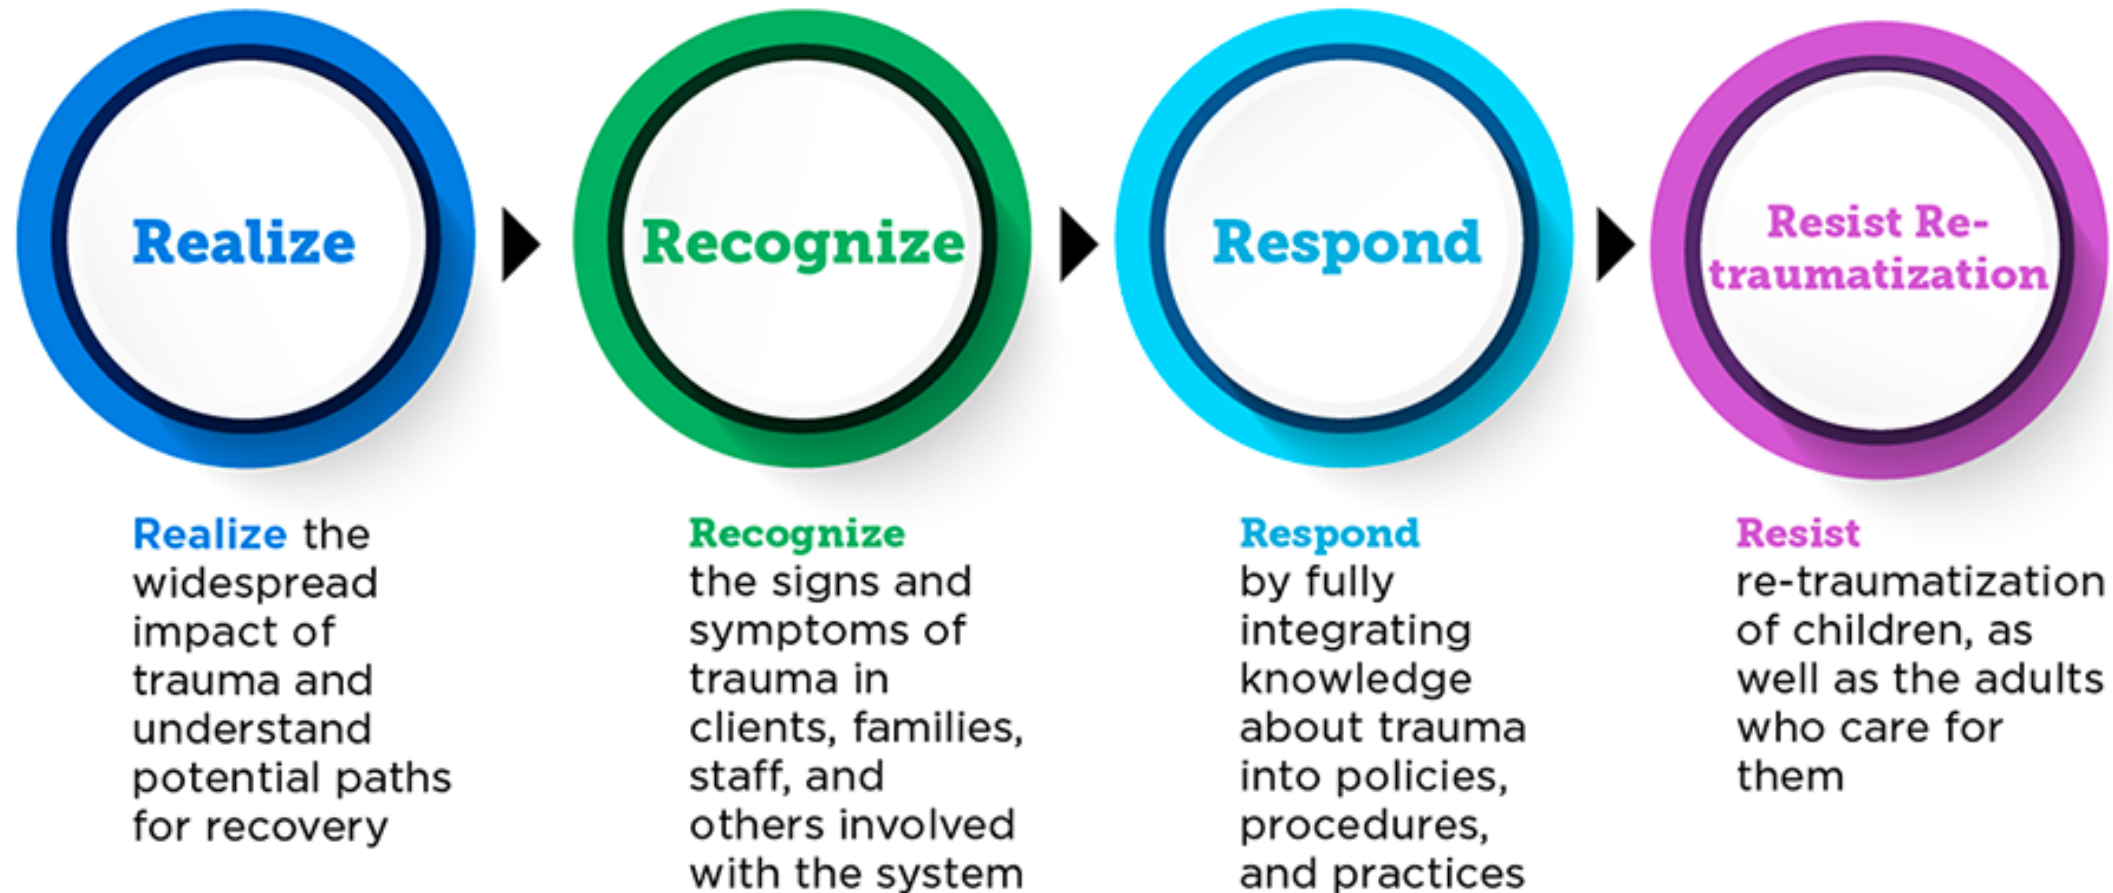 Realize
Recognize
Respond
Resist Re-
traumatization
Realize the
widespread
impact of
trauma and
understand
potential paths
for recovery
Recognize
the signs and
symptoms of
trauma in
clients, families,
staff, and
others involved
with the system
Respond
by fully
integrating
knowledge
about trauma
into policies,
procedures,
and practices
Resist
re-traumatization
of children, as
well as the adults
who care for
them